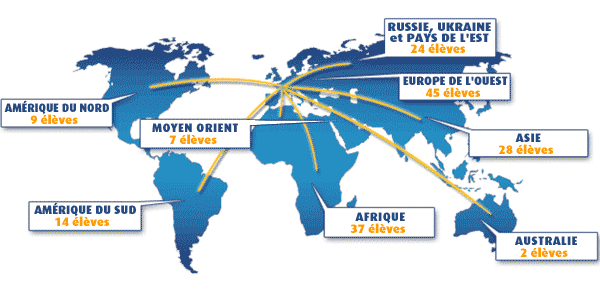 RUSSIE, UKRAINE
et PAYS DE L'EST
24 élèves
EUROPE DE L'OUEST
45 élèves
AMÉRIQUE DU NORD
9 élèves
MOYEN ORIENT
7 élèves
ASIE
28 élèves
AMÉRIQUE DU SUD
14 élèves
AFRIQUE
37 élèves
AUSTRALIE
2 élèves